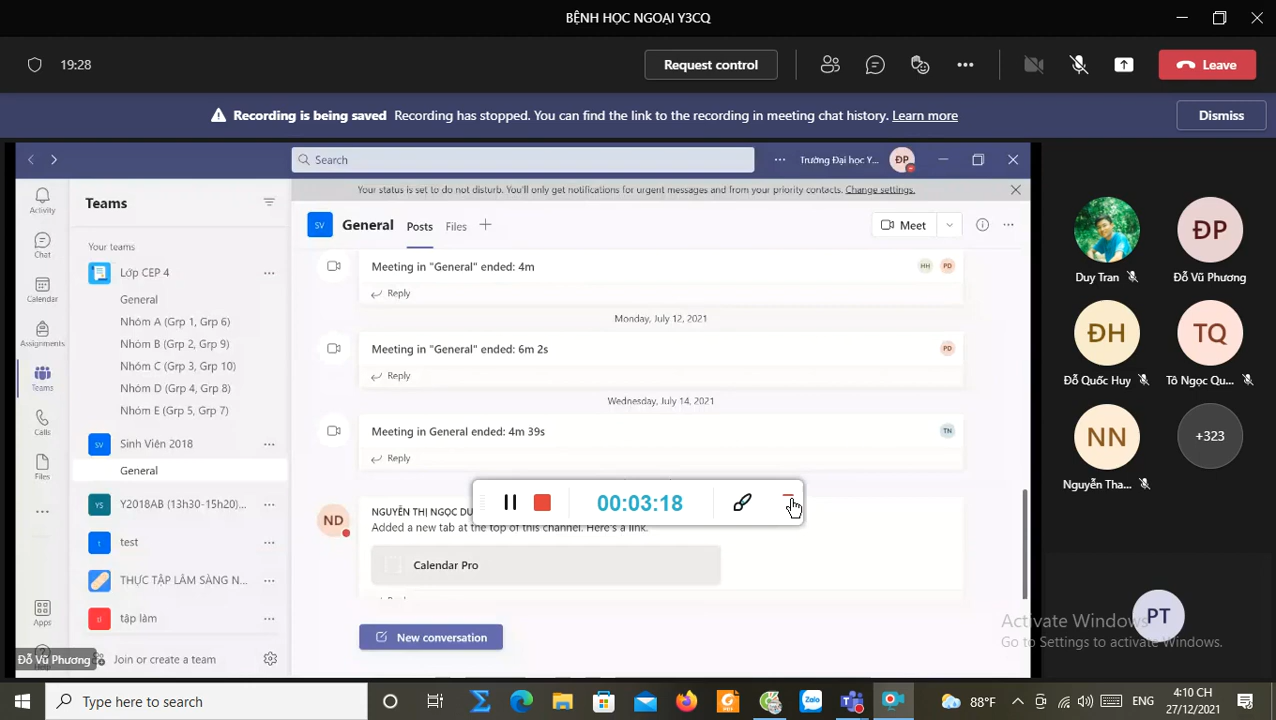 BỆNH HỌC NGOẠI Y3CQ
19:28
Request control
Leave
Recording is being saved Recording has stopped. You can find the link to the recording in meeting chat history. Learn more
Dismiss
Search
Trường Đại học Y...
ĐP
Your status is set to do not disturb. You'll only get notifications for urgent messages and from your priority contacts. Change settings.
Activity
Chat
Calendar
Assignments
Teams
Calls
Files
Apps
Teams
Your teams
Lớp CEP 4
General
Nhóm A (Grp 1, Grp 6)
Nhóm B (Grp 2, Grp 9)
Nhóm C (Grp 3, Grp 10)
Nhóm D (Grp 4, Grp 8)
Nhóm E (Grp 5, Grp 7)
SV
Sinh Viên 2018
General
YS
Y2018AB (13h30-15h20)...
t
test
THỰC TẬP LÂM SÀNG N...
tl
tập làm
Join or create a team
Đỗ Vũ Phương
SV
General
Posts
Files
Meet
Meeting in "General" ended: 4m
HH
PD
Reply
Monday, July 12, 2021
Meeting in "General" ended: 6m 2s
PD
Reply
Wednesday, July 14, 2021
Meeting in General ended: 4m 39s
TN
Reply
00:03:18
ND
NGUYỄN THỊ NGỌC DU
Added a new tab at the top of this channel. Here's a link.
Calendar Pro
New conversation
Duy Tran
ĐP
Đỗ Vũ Phương
ĐH
Đỗ Quốc Huy
TQ
Tô Ngọc Qu...
NN
Nguyễn Tha...
+323
PT
Activate Windows
Go to Settings to activate Windows.
Type here to search
88°F
ENG
4:10 CH
27/12/2021